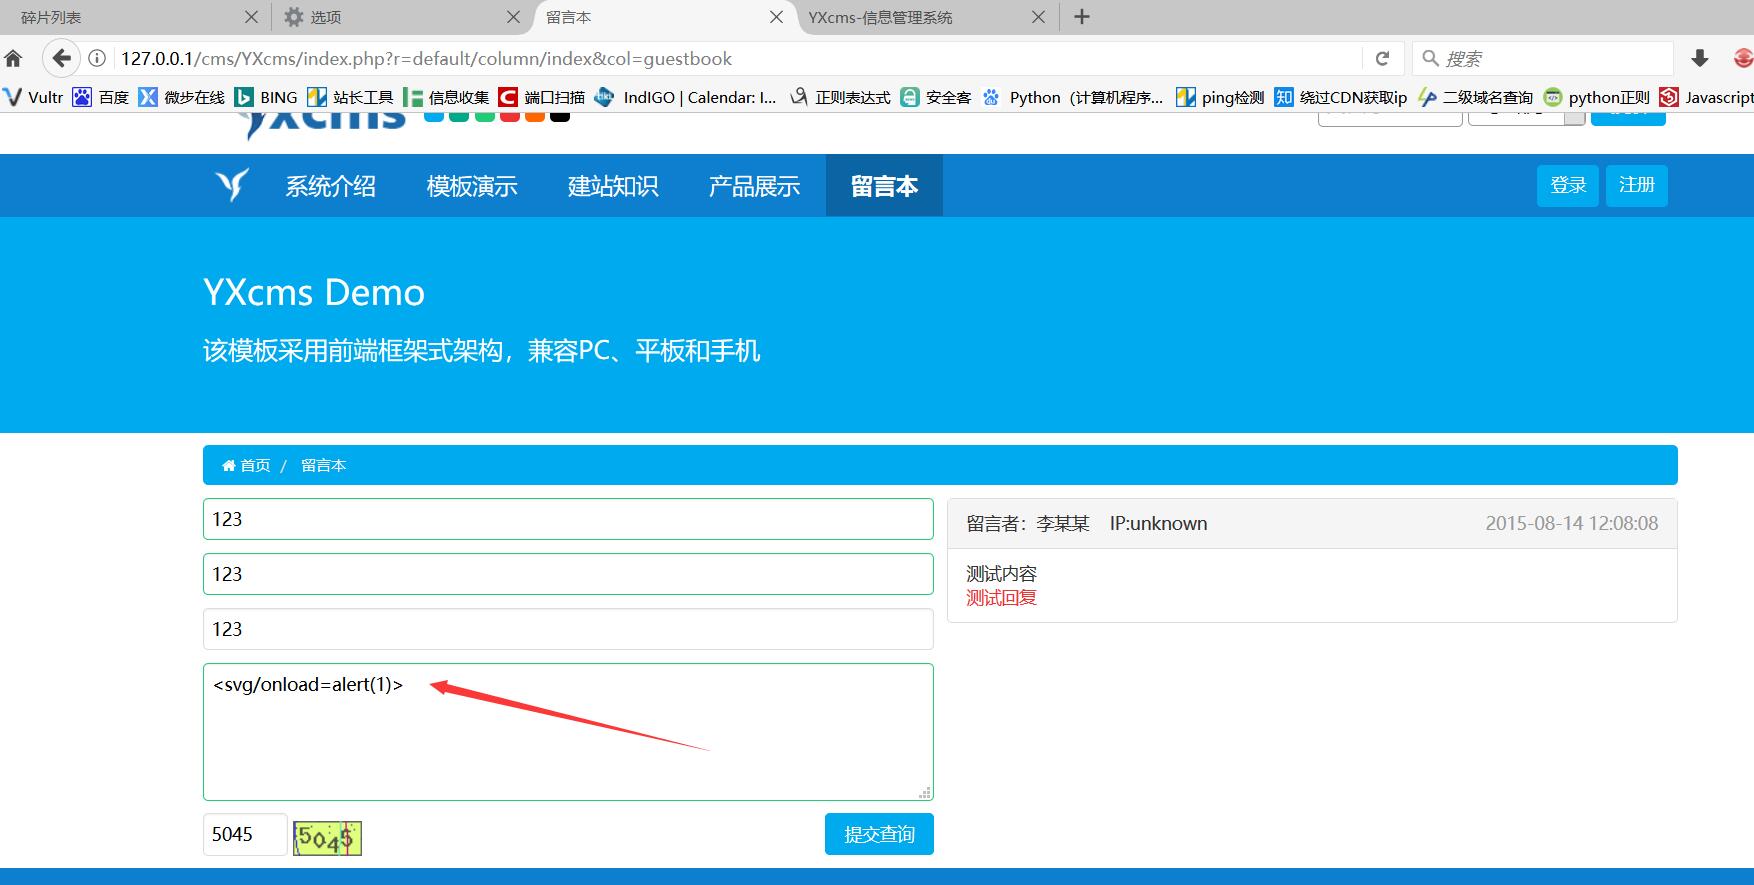 碎片列表
选项
留言本
YXcms-信息管理系统
127.0.0.1/cms/YXcms/index.php?r=default/column/index&col=guestbook
搜索
Vultr 百度 微步在线 BING 站长工具 信息收集 端口扫描 IndIGO | Calendar: I... 正则表达式 安全客 Python（计算机程序... ping检测 绕过CDN获取ip 二级域名查询 python正则 Javascript
Yxcms
系统介绍 模板演示 建站知识 产品展示 留言本 登录 注册
YXcms Demo
该模板采用前端框架式架构，兼容PC、平板和手机
首页 / 留言本
123
123
123
<svg/onload=alert(1)>
5045 5045 提交查询
留言者：李某某 IP:unknown 2015-08-14 12:08:08
测试内容
测试回复